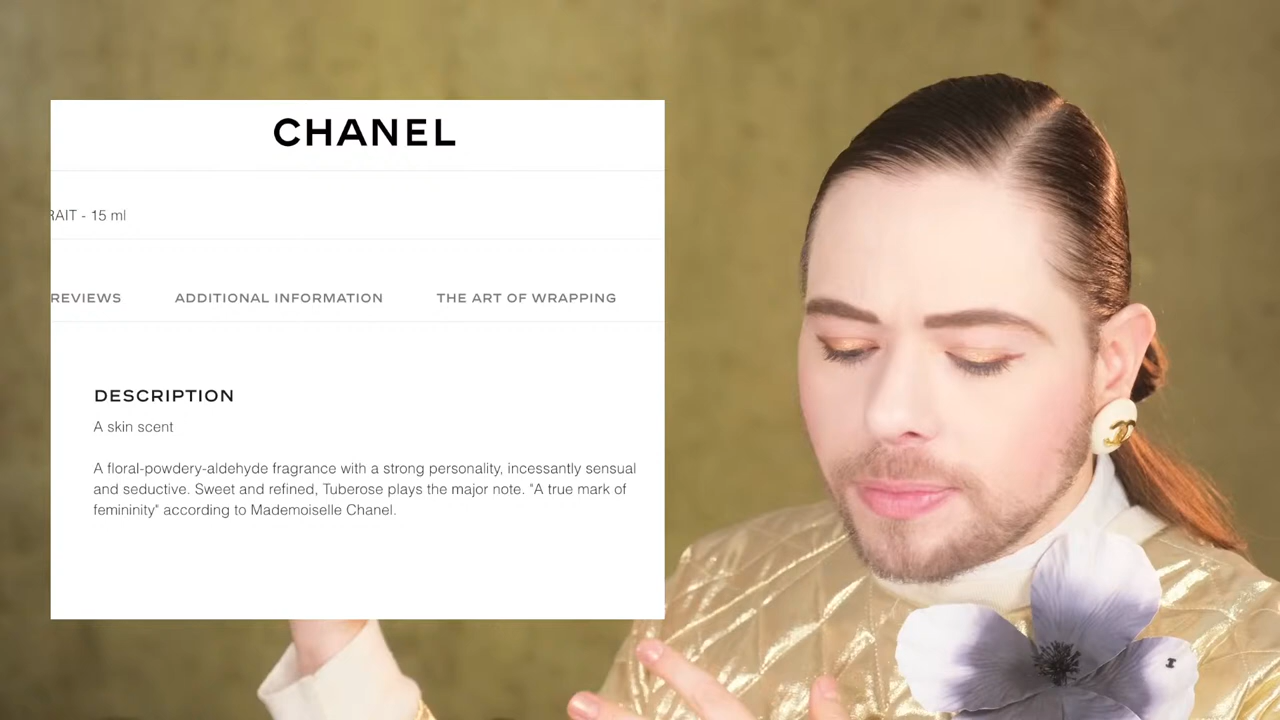 CHANEL
RAIT - 15 ml
REVIEWS ADDITIONAL INFORMATION THE ART OF WRAPPING
DESCRIPTION
A skin scent
A floral-powdery-aldehyde fragrance with a strong personality, incessantly sensual
and seductive. Sweet and refined, Tuberose plays the major note. "A true mark of
femininity" according to Mademoiselle Chanel.